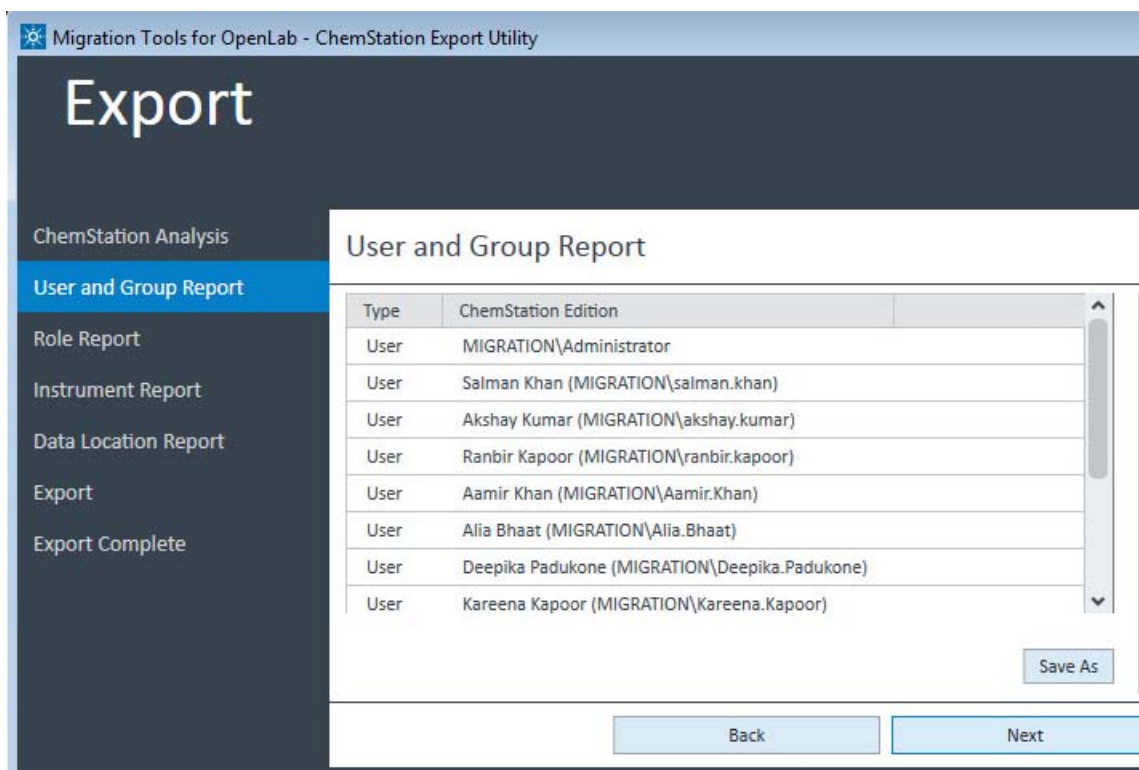 Migration Tools for OpenLab - ChemStation Export Utility
Export
ChemStation Analysis
User and Group Report
Role Report
Instrument Report
Data Location Report
Export
Export Complete
User and Group Report
Type ChemStation Edition
User MIGRATION\Administrator
User Salman Khan (MIGRATION\salman.khan)
User Akshay Kumar (MIGRATION\akshay.kumar)
User Ranbir Kapoor (MIGRATION\ranbir.kapoor)
User Aamir Khan (MIGRATION\Aamir.Khan)
User Alia Bhaat (MIGRATION\Alia.Bhaat)
User Deepika Padukone (MIGRATION\Deepika.Padukone)
User Kareena Kapoor (MIGRATION\Kareena.Kapoor)
Save As
Back Next